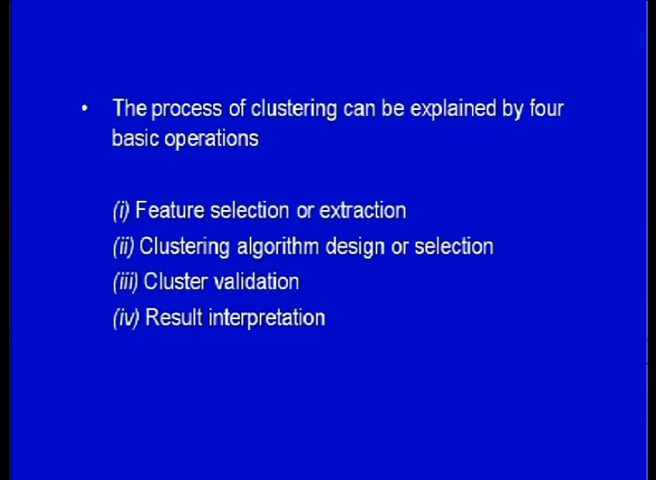 • The process of clustering can be explained by four
basic operations
(i) Feature selection or extraction
(ii) Clustering algorithm design or selection
(iii) Cluster validation
(iv) Result interpretation